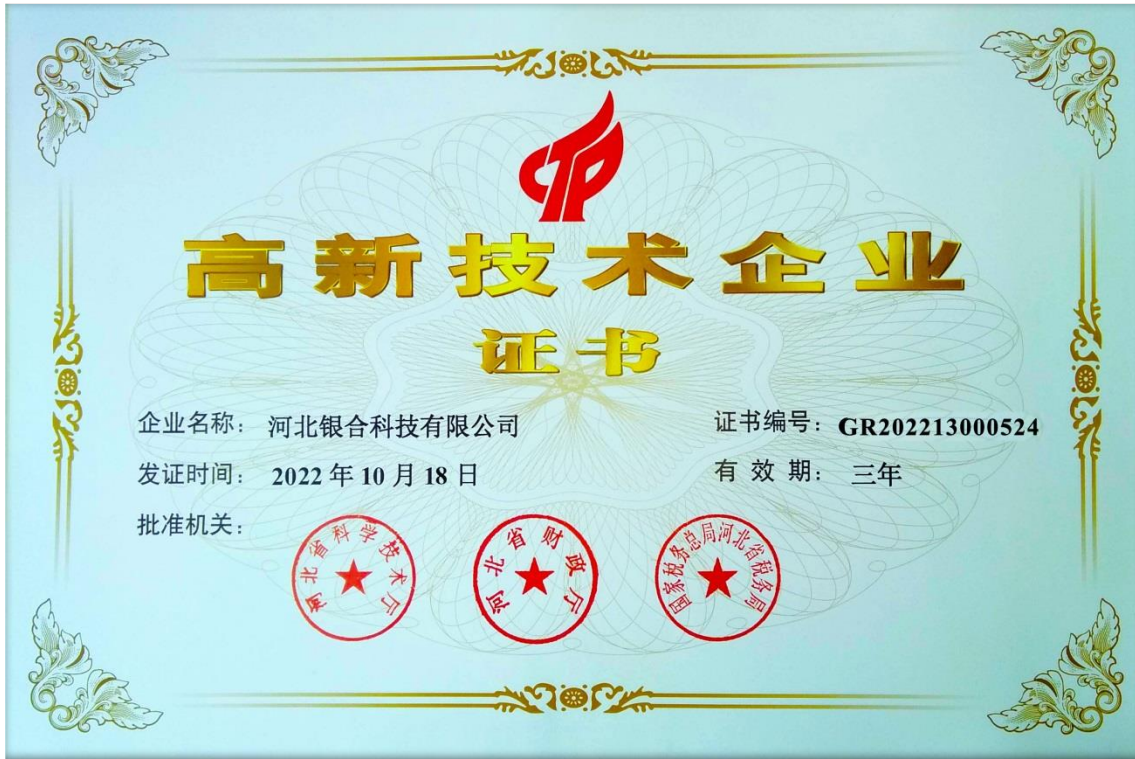 CTP
高新技术企业
证书
企业名称： 河北银合科技有限公司
证书编号： GR202213000524
发证时间： 2022年10月18日
有效期： 三年
批准机关：
河北省科学技术厅
河北省财政厅
国家税务总局河北省税务局